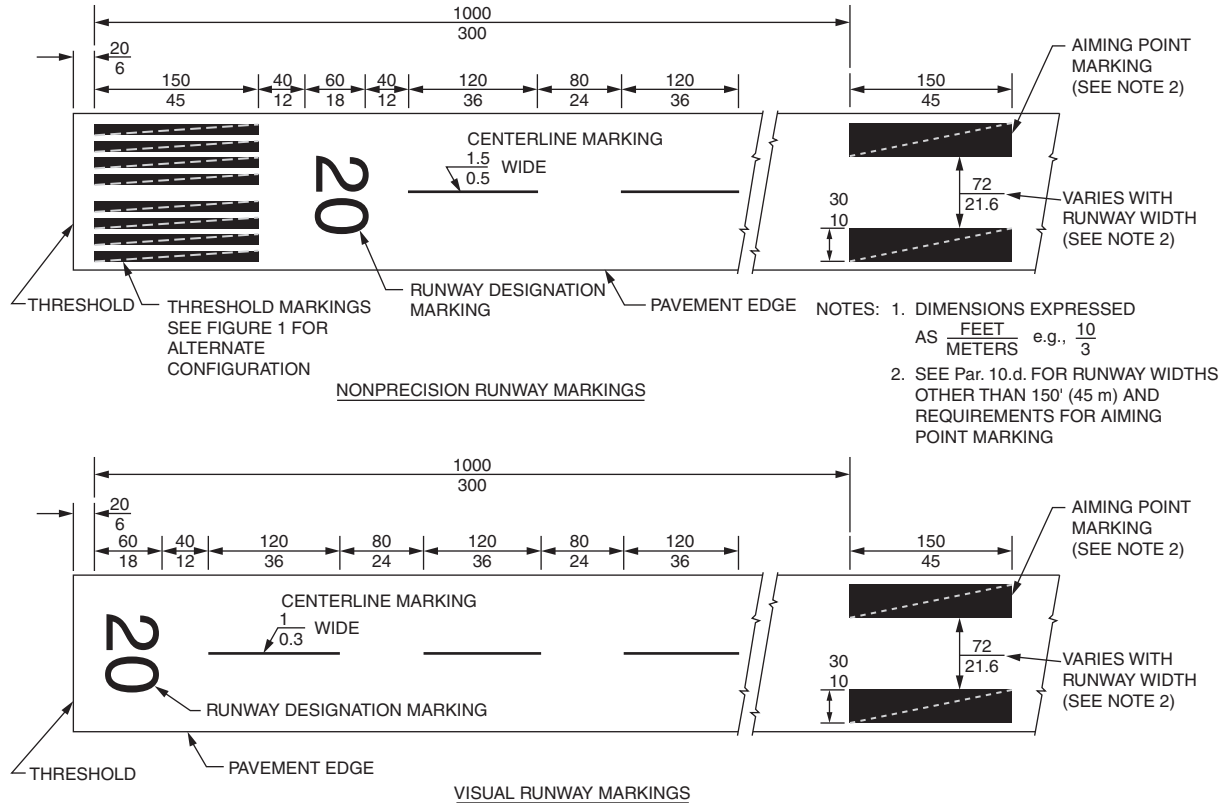 1000
300
20
6
150
45
40
12
60
18
40
12
120
36
80
24
120
36
150
45
AIMING POINT
MARKING
(SEE NOTE 2)
CENTERLINE MARKING
1.5
0.5
WIDE
20
30
10
72
21.6
VARIES WITH
RUNWAY WIDTH
(SEE NOTE 2)
THRESHOLD
THRESHOLD MARKINGS
SEE FIGURE 1 FOR
ALTERNATE
CONFIGURATION
RUNWAY DESIGNATION
MARKING
PAVEMENT EDGE
NONPRECISION RUNWAY MARKINGS
NOTES: 1. DIMENSIONS EXPRESSED
AS FEET/METERS e.g., 10/3
2. SEE Par. 10.d. FOR RUNWAY WIDTHS
OTHER THAN 150' (45 m) AND
REQUIREMENTS FOR AIMING
POINT MARKING
1000
300
20
6
60
18
40
12
120
36
80
24
120
36
80
24
120
36
150
45
AIMING POINT
MARKING
(SEE NOTE 2)
CENTERLINE MARKING
1
0.3
WIDE
20
30
10
72
21.6
VARIES WITH
RUNWAY WIDTH
(SEE NOTE 2)
RUNWAY DESIGNATION MARKING
THRESHOLD
PAVEMENT EDGE
VISUAL RUNWAY MARKINGS